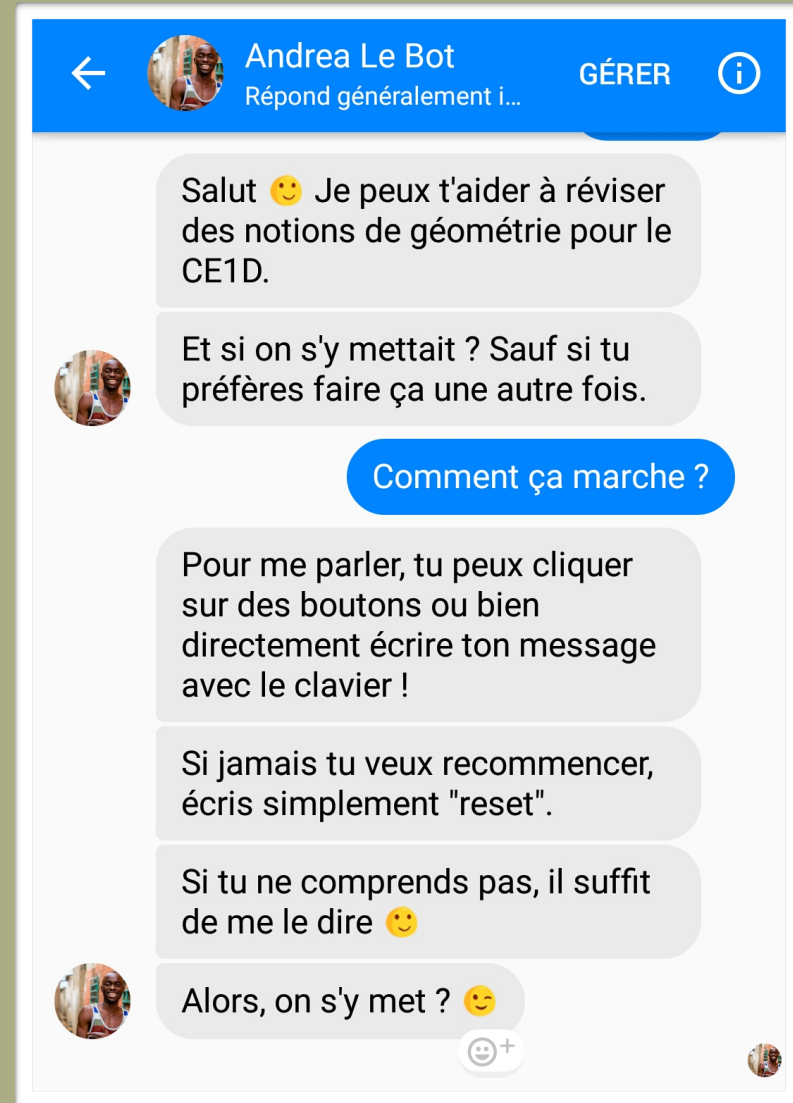 Andrea Le Bot
Répond généralement i...
GÉRER
Salut 🙂 Je peux t'aider à réviser
des notions de géométrie pour le
CE1D.
Et si on s'y mettait ? Sauf si tu
préfères faire ça une autre fois.
Comment ça marche ?
Pour me parler, tu peux cliquer
sur des boutons ou bien
directement écrire ton message
avec le clavier !
Si jamais tu veux recommencer,
écris simplement "reset".
Si tu ne comprends pas, il suffit
de me le dire 🙂
Alors, on s'y met ? 😉